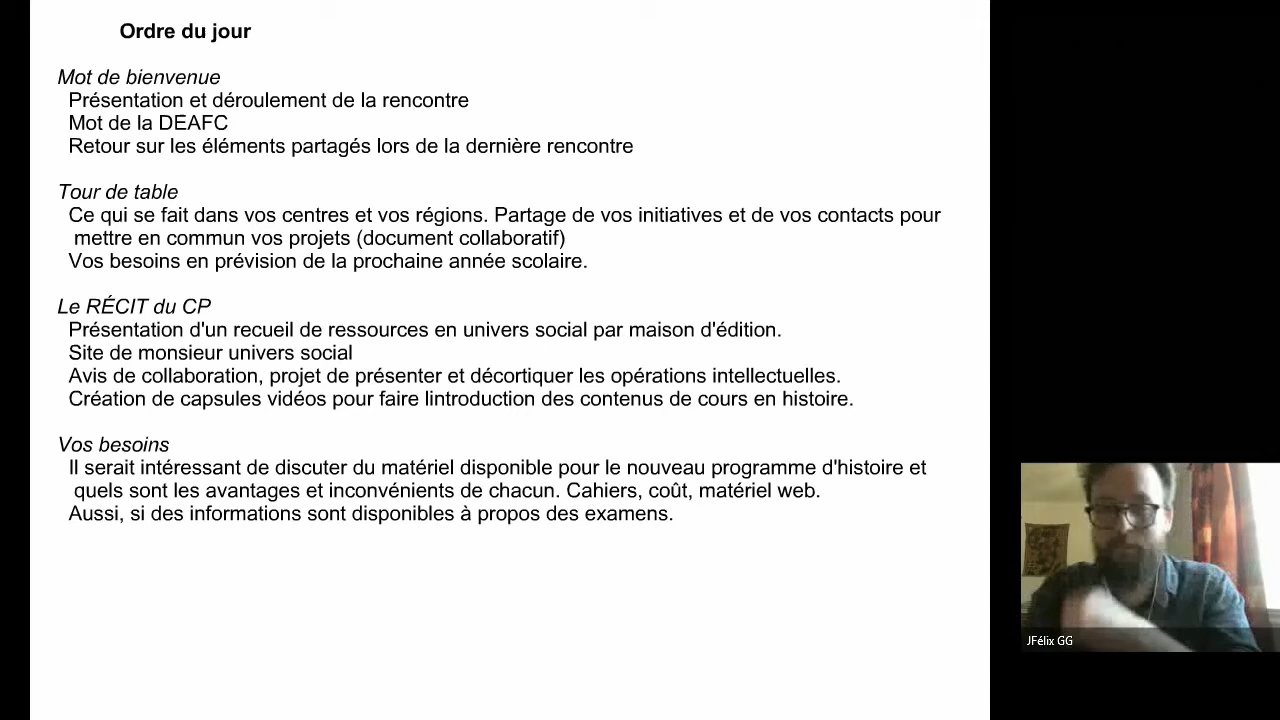 Ordre du jour
Mot de bienvenue
Présentation et déroulement de la rencontre
Mot de la DEAFC
Retour sur les éléments partagés lors de la dernière rencontre
Tour de table
Ce qui se fait dans vos centres et vos régions. Partage de vos initiatives et de vos contacts pour
mettre en commun vos projets (document collaboratif)
Vos besoins en prévision de la prochaine année scolaire.
Le RÉCIT du CP
Présentation d'un recueil de ressources en univers social par maison d'édition.
Site de monsieur univers social
Avis de collaboration, projet de présenter et décortiquer les opérations intellectuelles.
Création de capsules vidéos pour faire lintroduction des contenus de cours en histoire.
Vos besoins
Il serait intéressant de discuter du matériel disponible pour le nouveau programme d'histoire et
quels sont les avantages et inconvénients de chacun. Cahiers, coût, matériel web.
Aussi, si des informations sont disponibles à propos des examens.
JFélix GG